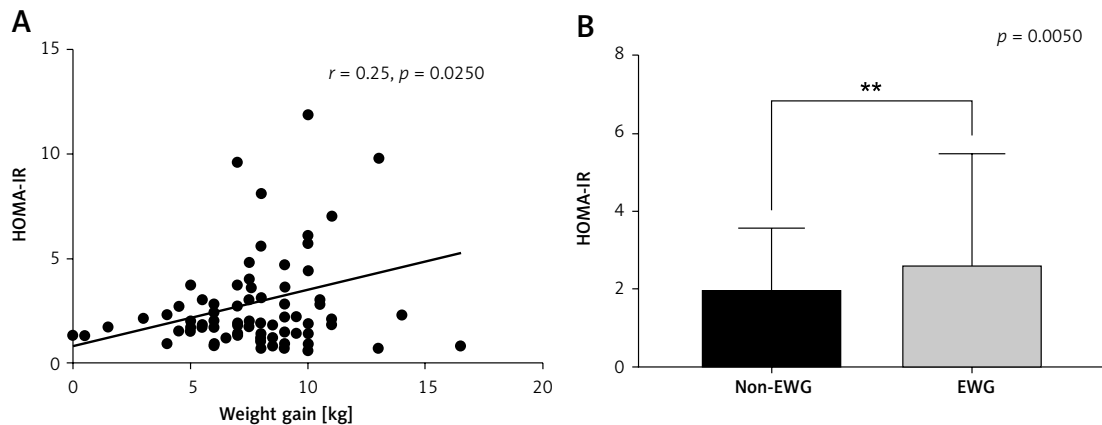 A
HOMA-IR
15
10
5
0
r = 0.25, p = 0.0250
0 5 10 15 20
Weight gain [kg]
B
p = 0.0050
HOMA-IR
8
6
4
2
0
**
Non-EWG EWG